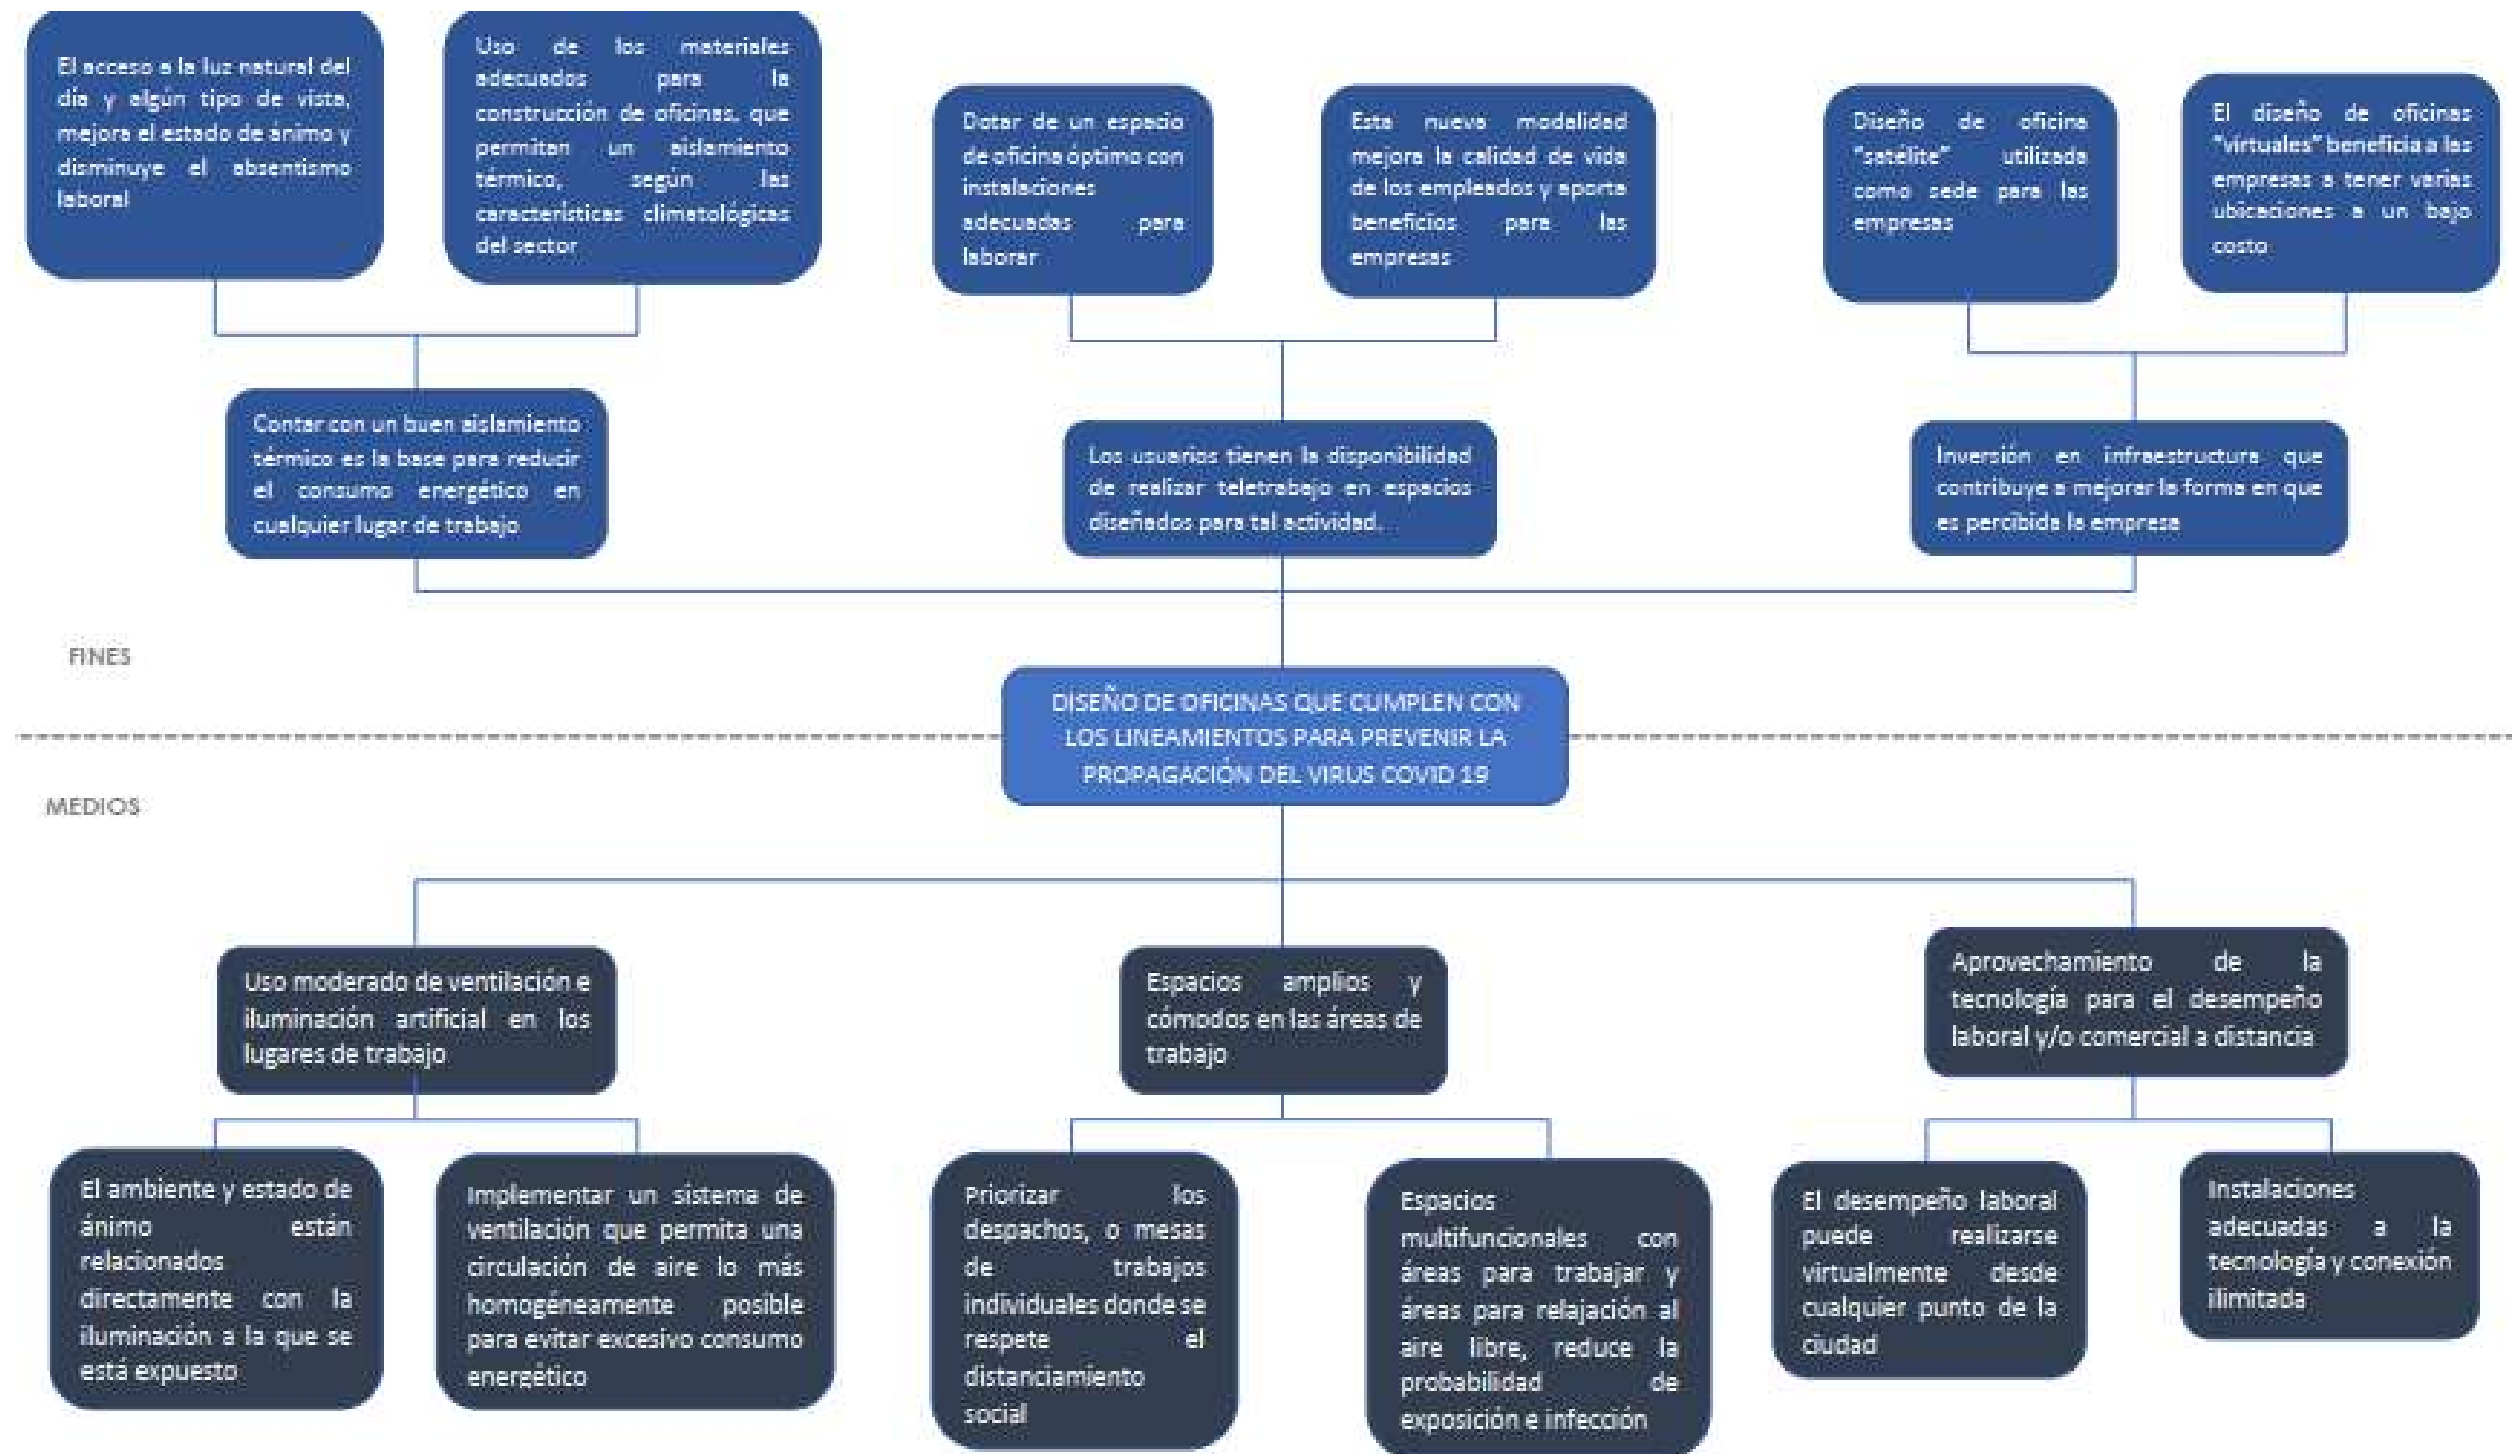 El acceso a la luz natural del
día y algún tipo de vista,
mejora el estado de ánimo y
disminuye el absentismo
laboral
Uso de los materiales
adecuados para la
construcción de oficinas, que
permitan un aislamiento
térmico, según las
características climatológicas
del sector
Dotar de un espacio
de oficina óptimo con
instalaciones
adecuadas para
laborar
Esta nueva modalidad
mejora la calidad de vida
de los empleados y aporta
beneficios para las
empresas
Diseño de oficina
"satélite" utilizada
como sede para las
empresas
El diseño de oficinas
"virtuales" beneficia a las
empresas a tener varias
ubicaciones a un bajo
costo
Contar con un buen aislamiento
térmico es la base para reducir
el consumo energético en
cualquier lugar de trabajo
Los usuarios tienen la disponibilidad
de realizar teletrabajo en espacios
diseñados para tal actividad.
Inversión en infraestructura que
contribuye a mejorar la forma en que
es percibida la empresa
FINES
DISEÑO DE OFICINAS QUE CUMPLEN CON
LOS LINEAMIENTOS PARA PREVENIR LA
PROPAGACIÓN DEL VIRUS COVID 19
MEDIOS
Uso moderado de ventilación e
iluminación artificial en los
lugares de trabajo
Espacios amplios y
cómodos en las áreas de
trabajo
Aprovechamiento de la
tecnología para el desempeño
laboral y/o comercial a distancia
El ambiente y estado de
ánimo están
relacionados
directamente con la
iluminación a la que se
está expuesto
Implementar un sistema de
ventilación que permita una
circulación de aire lo más
homogéneamente posible
para evitar excesivo consumo
energético
Priorizar los
despachos, o mesas
de trabajos
individuales donde se
respete el
distanciamiento
social
Espacios
multifuncionales con
áreas para trabajar y
áreas para relajación al
aire libre, reduce la
probabilidad de
exposición e infección
El desempeño laboral
puede realizarse
virtualmente desde
cualquier punto de la
ciudad
Instalaciones
adecuadas a la
tecnología y conexión
ilimitada